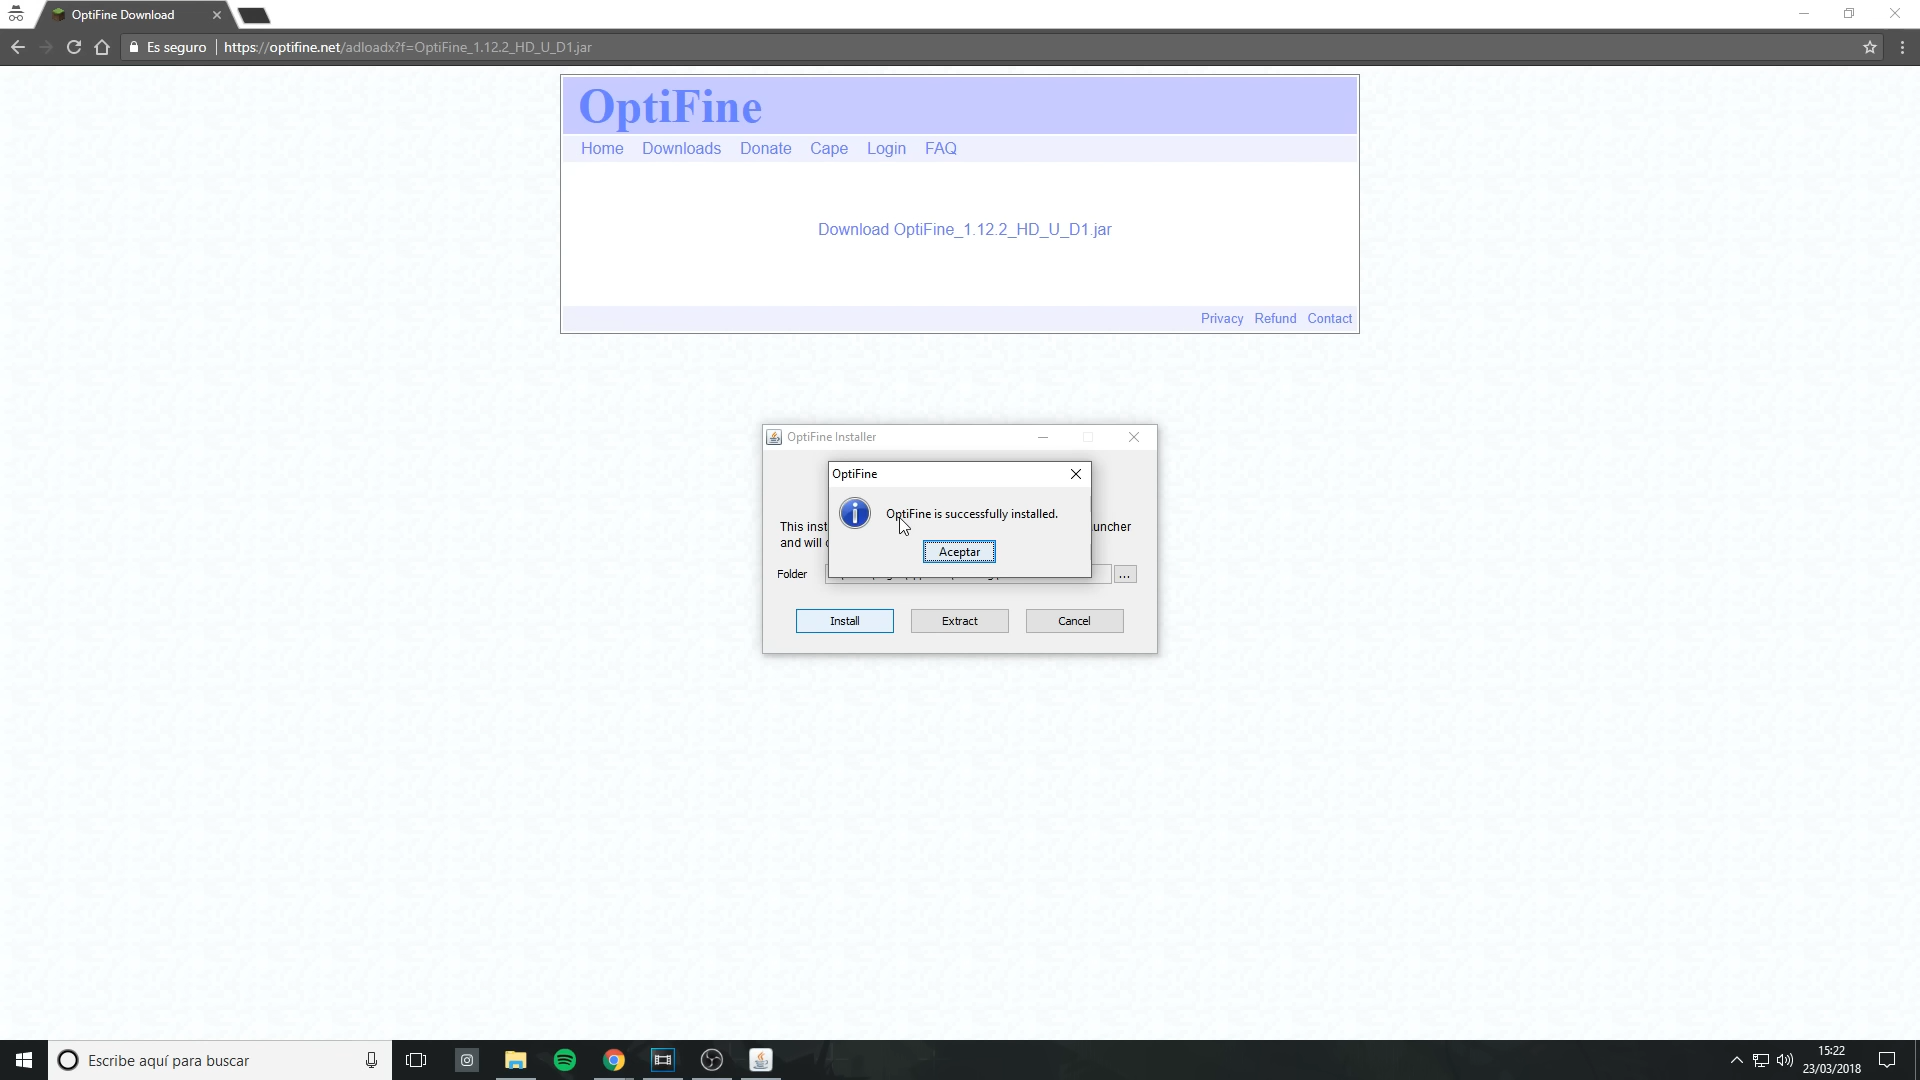 OptiFine Download
Es seguro
https://optifine.net/adloadx?f=OptiFine_1.12.2_HD_U_D1.jar
OptiFine
Home Downloads Donate Cape Login FAQ
Download OptiFine_1.12.2_HD_U_D1.jar
Privacy Refund Contact
OptiFine Installer
OptiFine
OptiFine is successfully installed.
Aceptar
This inst
uncher
and will
Folder
...
Install Extract Cancel
Escribe aquí para buscar
15:22
23/03/2018